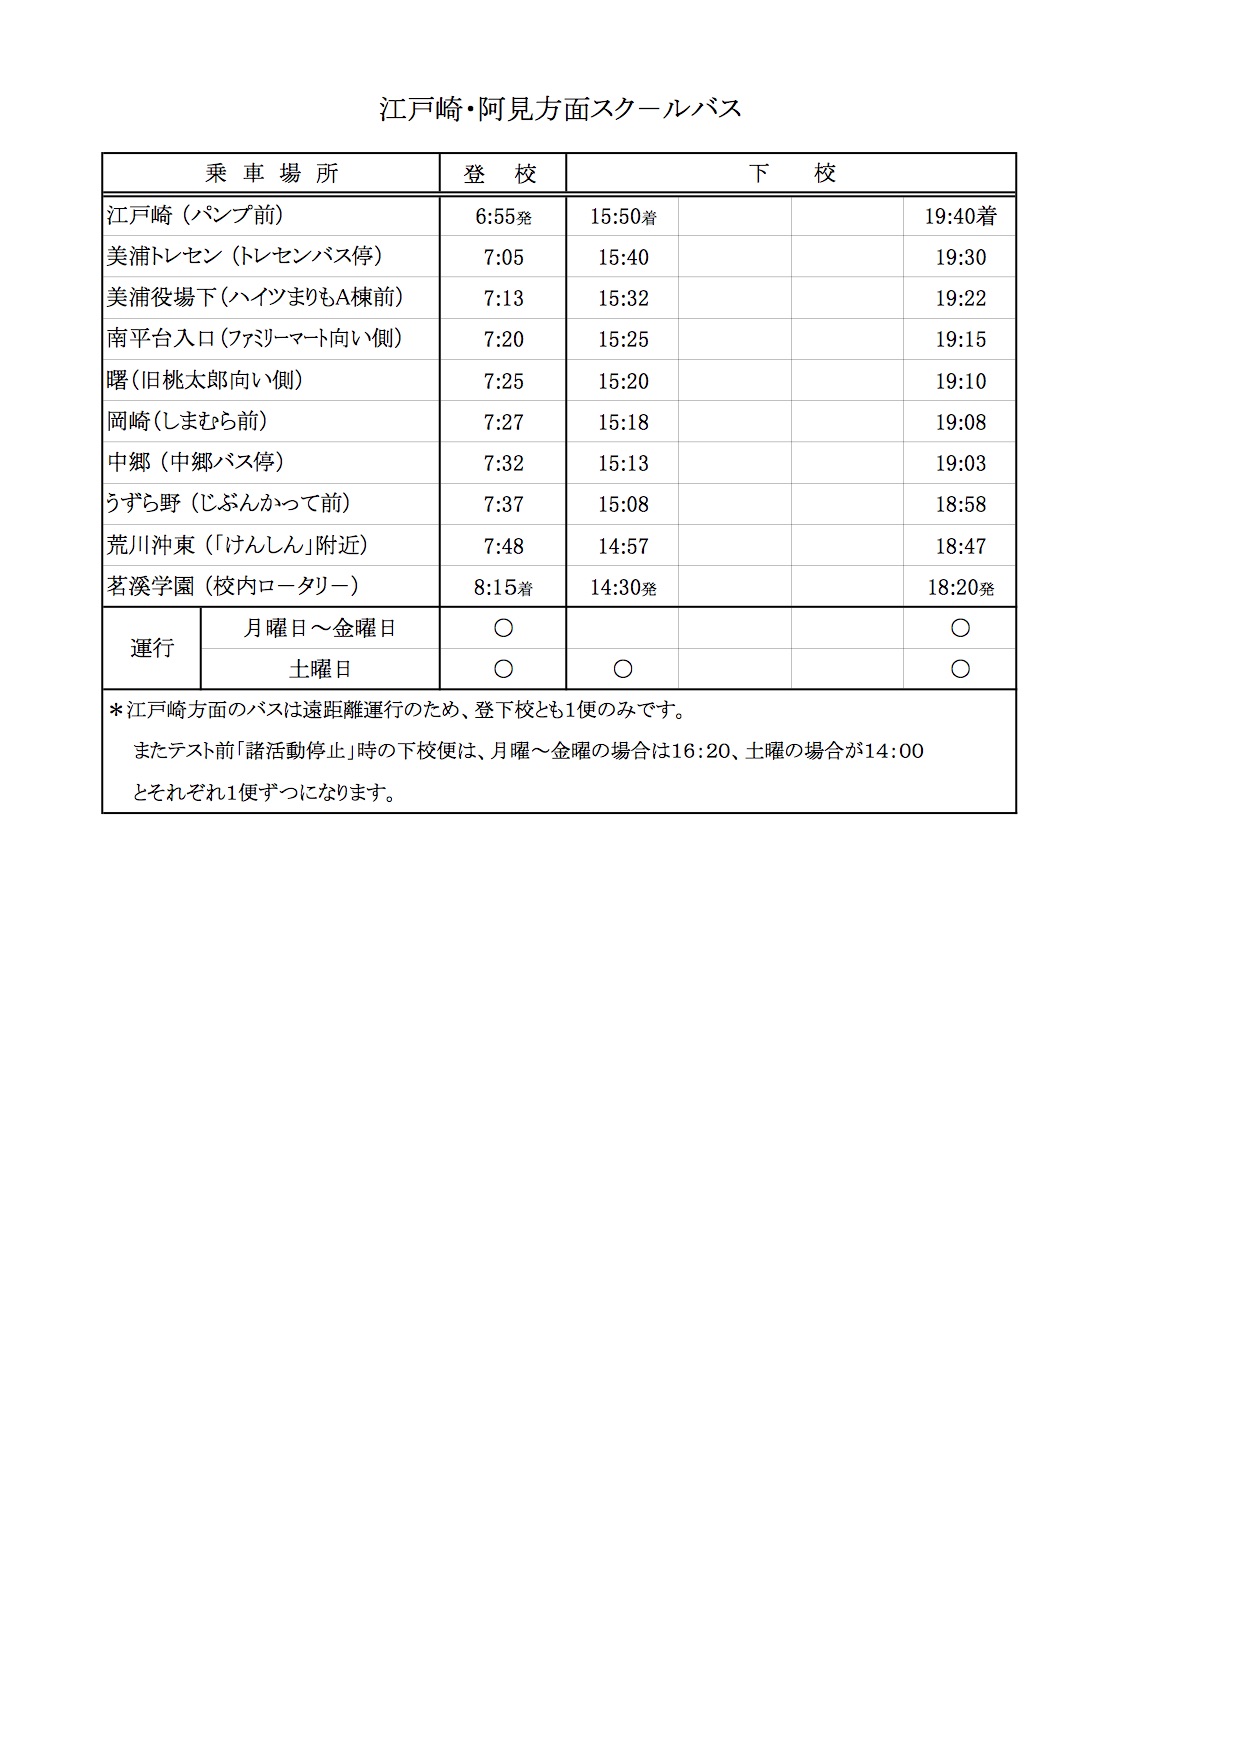 江戸崎・阿見方面スクールバス
乗車場所 登校 下校
江戸崎（パンプ前） 6:55発 15:50着 19:40着
美浦トレセン（トレセンバス停） 7:05 15:40 19:30
美浦役場下（ハイツまりもA棟前） 7:13 15:32 19:22
南平台入口（ファミリーマート向い側） 7:20 15:25 19:15
曙（旧桃太郎向い側） 7:25 15:20 19:10
岡崎（しまむら前） 7:27 15:18 19:08
中郷（中郷バス停） 7:32 15:13 19:03
うずら野（じぶんかって前） 7:37 15:08 18:58
荒川沖東（「けんしん」附近） 7:48 14:57 18:47
茗溪学園（校内ロータリー） 8:15着 14:30発 18:20発
運行 月曜日～金曜日 ○ ○
土曜日 ○ ○ ○
＊江戸崎方面のバスは遠距離運行のため、登下校とも1便のみです。
またテスト前「諸活動停止」時の下校便は、月曜～金曜の場合は16:20、土曜の場合が14:00
とそれぞれ1便ずつになります。